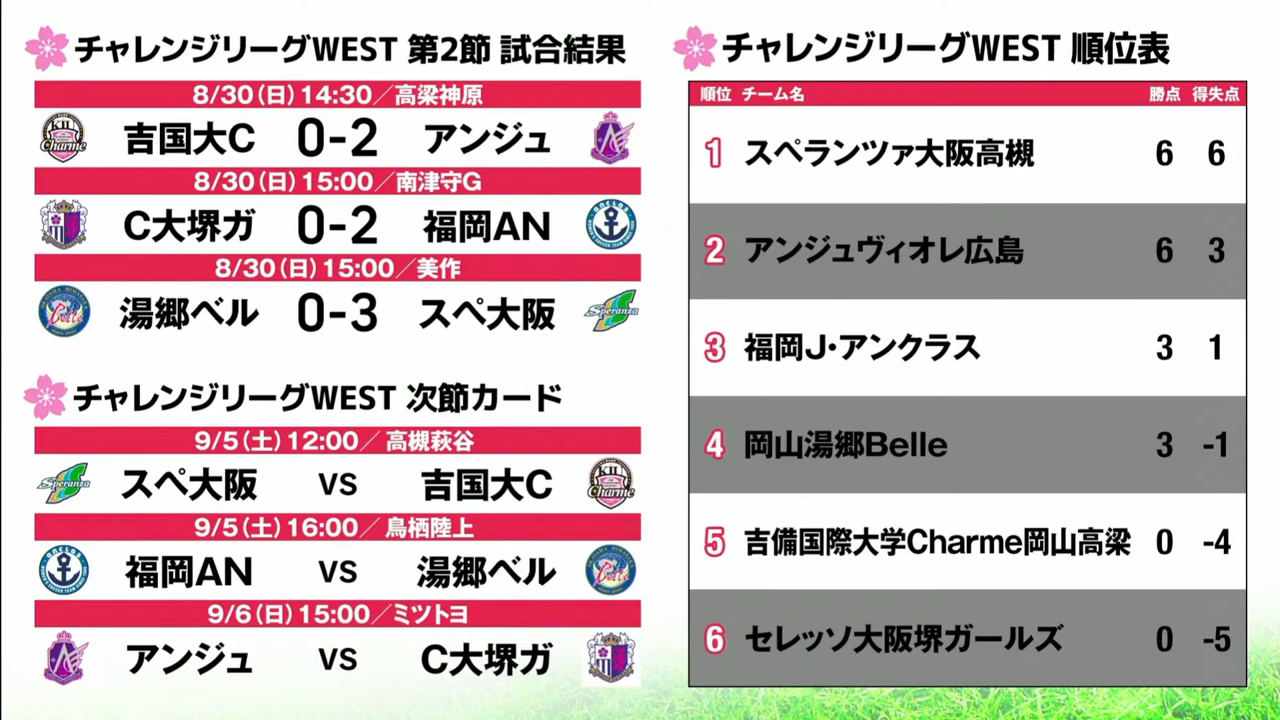 チャレンジリーグWEST 第2節 試合結果
8/30(日)14:30/高梁神原
KIU Charme 吉国大C 0-2 アンジュ
8/30(日)15:00/南津守G
C大堺ガ 0-2 福岡AN anclas
8/30(日)15:00/美作
Belle 湯郷ベル 0-3 スペ大阪 Speranza
チャレンジリーグWEST 次節カード
9/5(土)12:00/高槻萩谷
Speranza スペ大阪 VS 吉国大C KIU Charme
9/5(土)16:00/鳥栖陸上
anclas 福岡AN VS 湯郷ベル Belle
9/6(日)15:00/ミツトヨ
アンジュ VS C大堺ガ
チャレンジリーグWEST 順位表
順位 チーム名 勝点 得失点
1 スペランツァ大阪高槻 6 6
2 アンジュヴィオレ広島 6 3
3 福岡J・アンクラス 3 1
4 岡山湯郷Belle 3 -1
5 吉備国際大学Charme岡山高梁 0 -4
6 セレッソ大阪堺ガールズ 0 -5